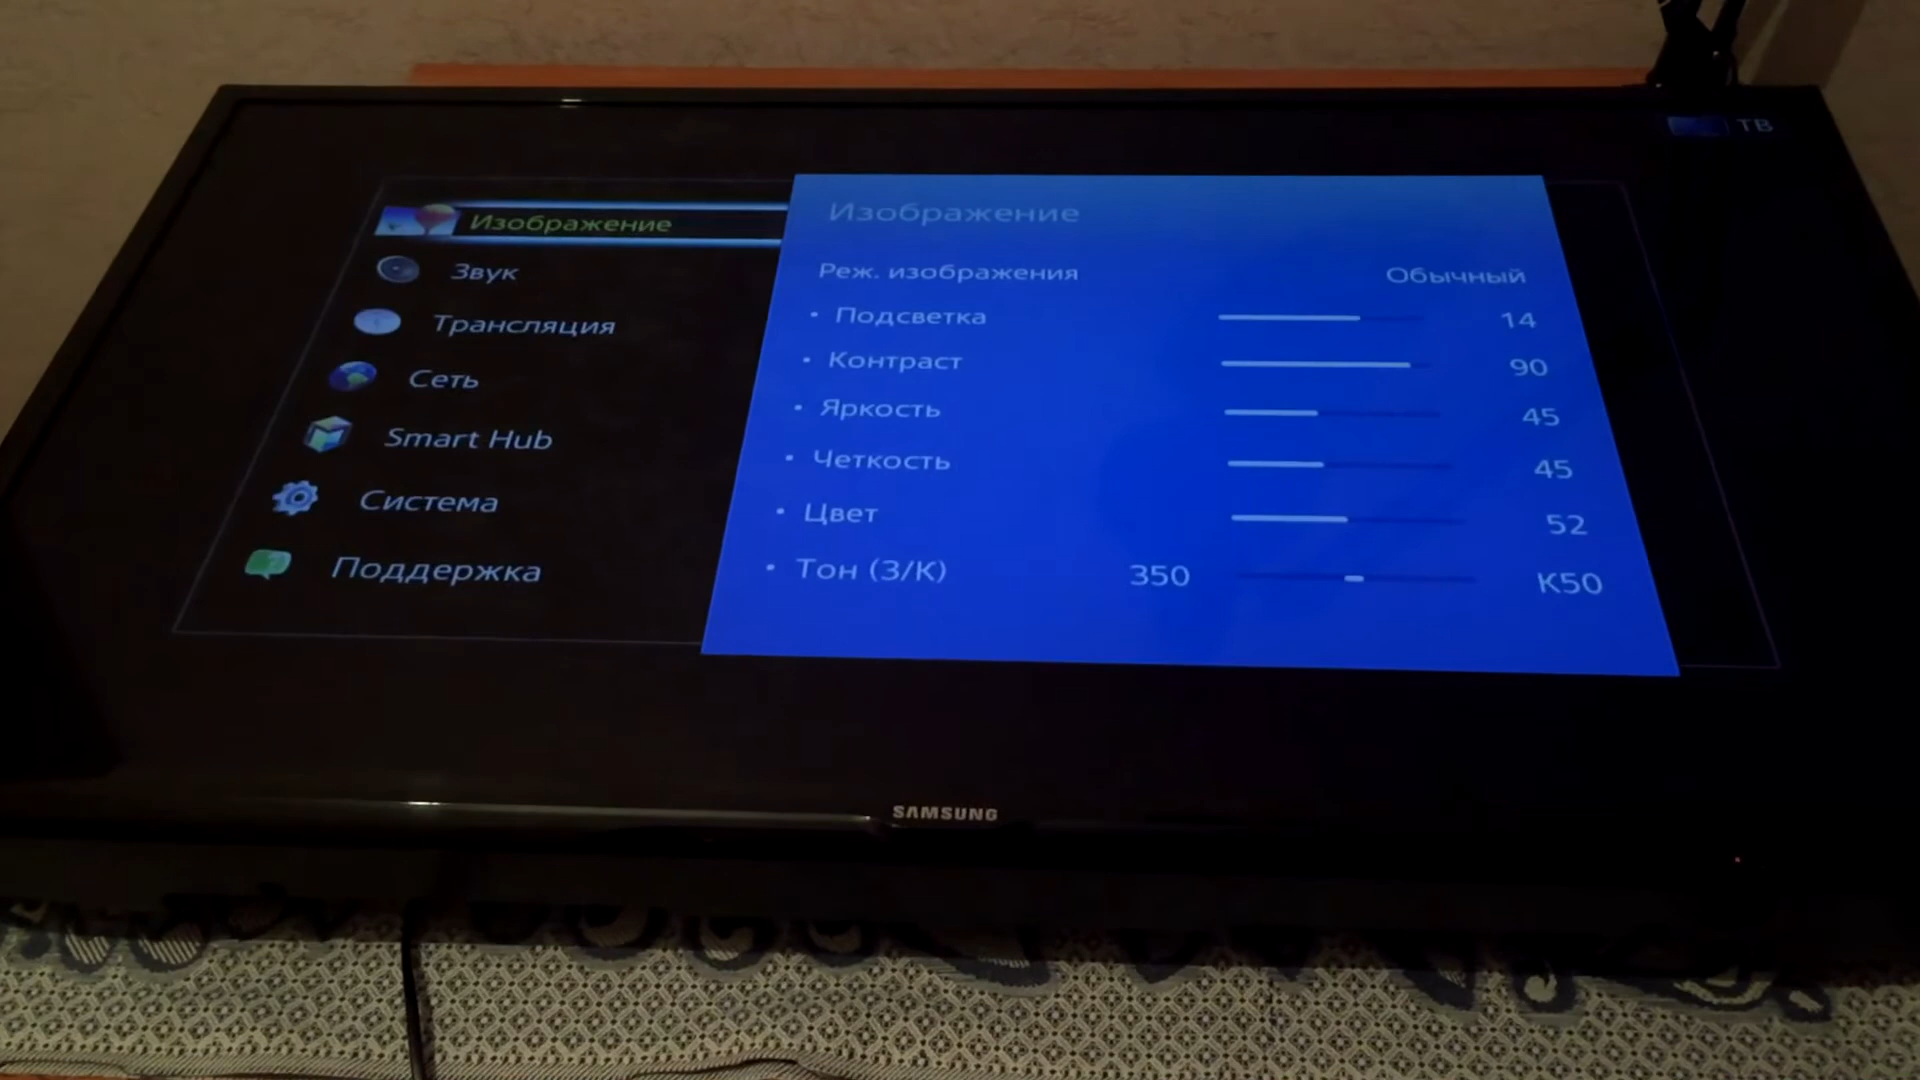 ТВ
Изображение
Звук
Трансляция
Сеть
Smart Hub
Система
Поддержка
Изображение
Реж. изображения Обычный
· Подсветка 14
· Контраст 90
· Яркость 45
· Четкость 45
· Цвет 52
· Тон (З/К) З50 К50
SAMSUNG